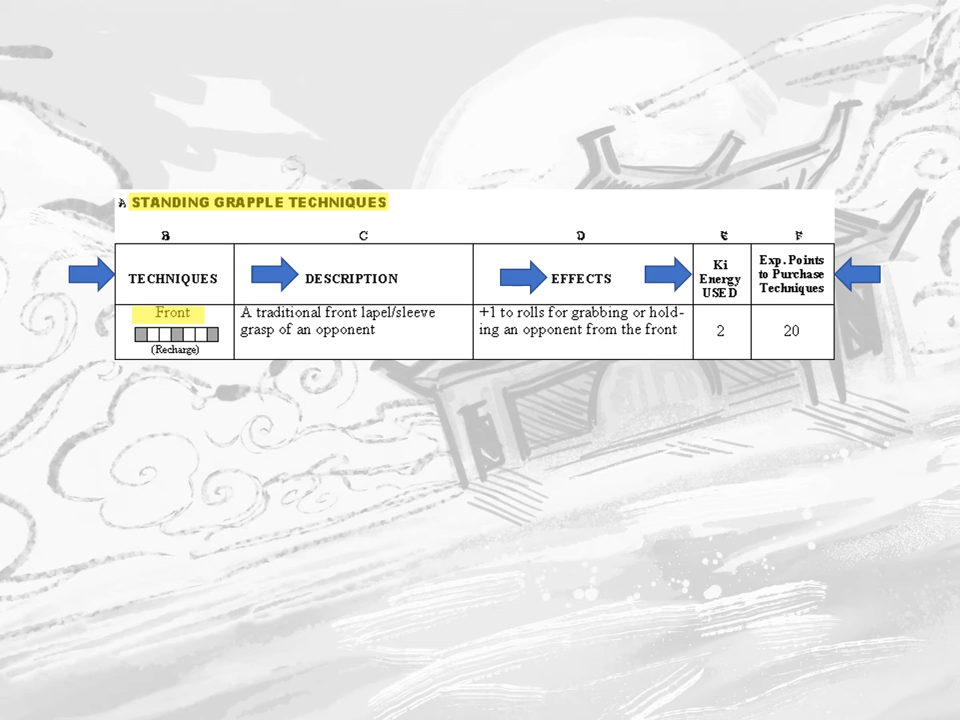 A STANDING GRAPPLE TECHNIQUES
B C D E F
TECHNIQUES DESCRIPTION EFFECTS Ki Energy USED Exp. Points to Purchase Techniques
Front
(Recharge)
A traditional front lapel/sleeve
grasp of an opponent
+1 to rolls for grabbing or hold-
ing an opponent from the front
2
20